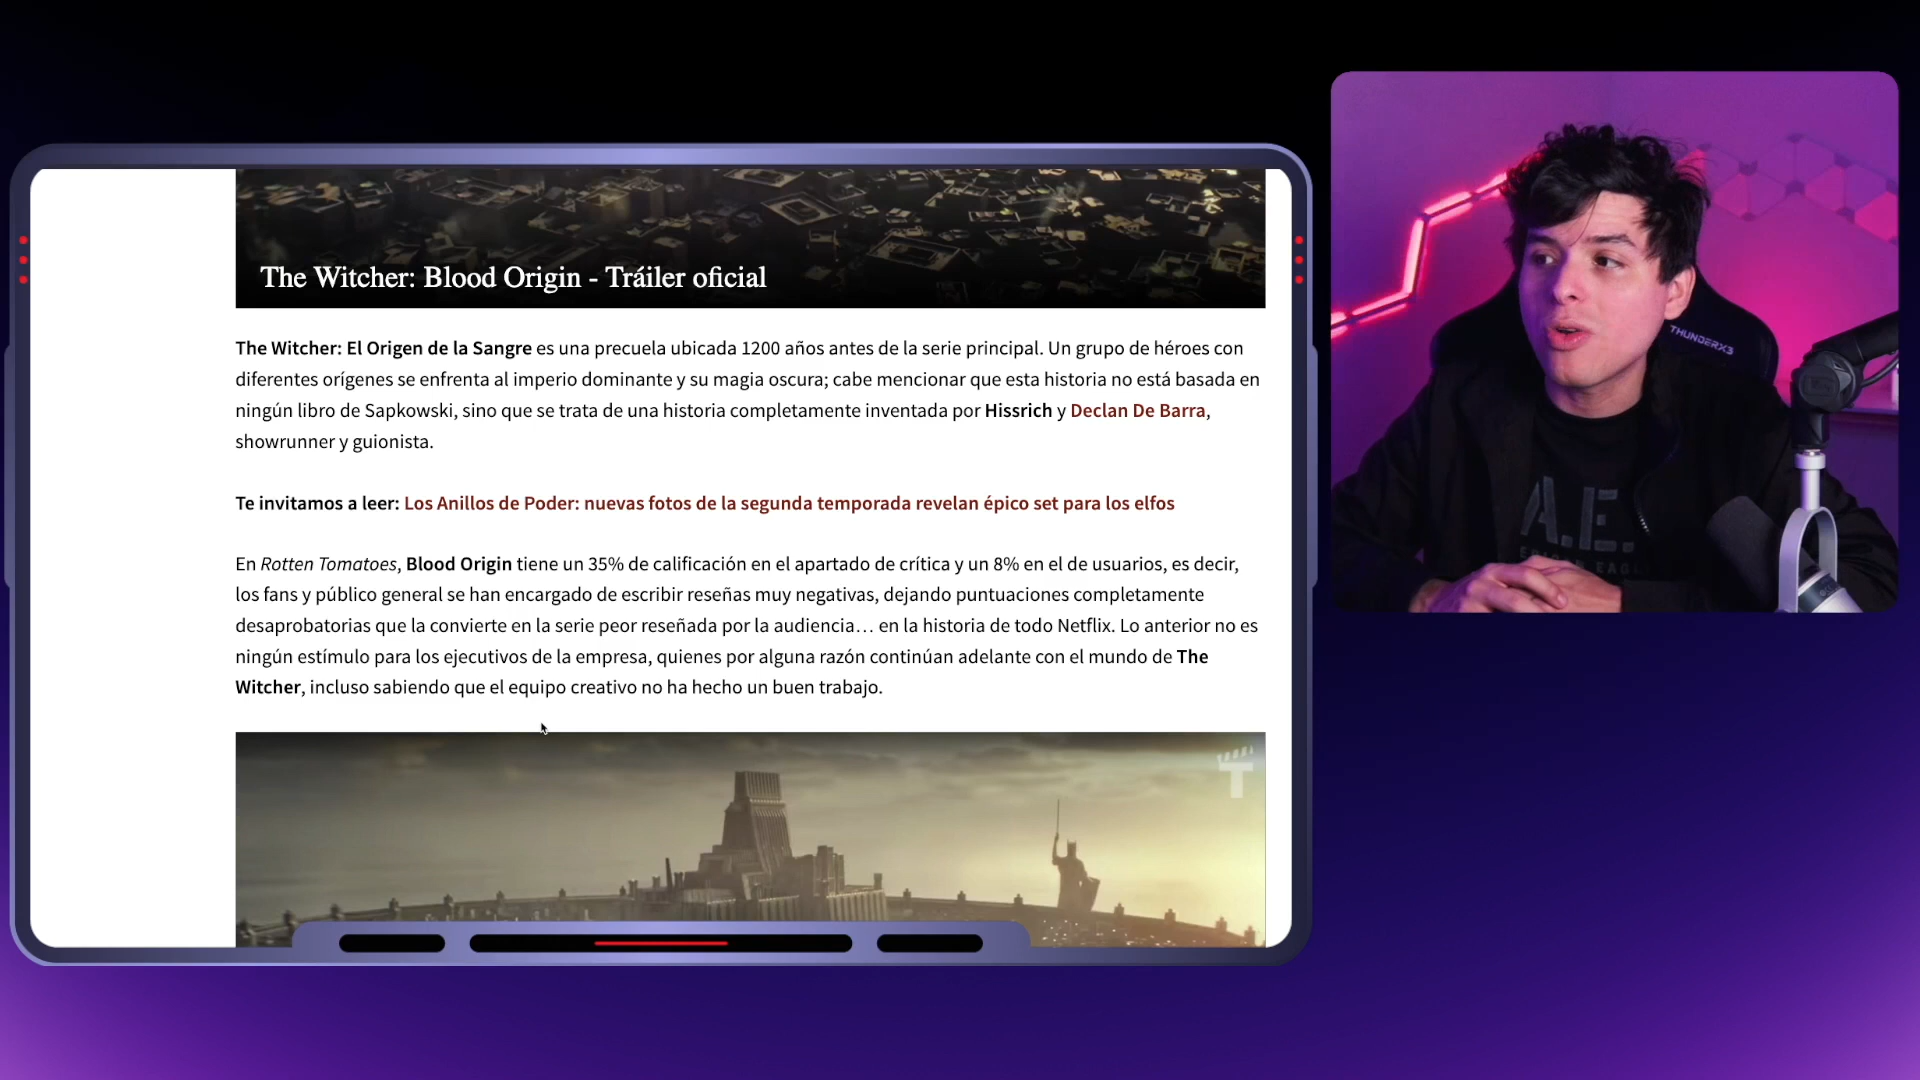 The Witcher: Blood Origin - Tráiler oficial
The Witcher: El Origen de la Sangre es una precuela ubicada 1200 años antes de la serie principal. Un grupo de héroes con
diferentes orígenes se enfrenta al imperio dominante y su magia oscura; cabe mencionar que esta historia no está basada en
ningún libro de Sapkowski, sino que se trata de una historia completamente inventada por Hissrich y Declan De Barra,
showrunner y guionista.
Te invitamos a leer: Los Anillos de Poder: nuevas fotos de la segunda temporada revelan épico set para los elfos
En Rotten Tomatoes, Blood Origin tiene un 35% de calificación en el apartado de crítica y un 8% en el de usuarios, es decir,
los fans y público general se han encargado de escribir reseñas muy negativas, dejando puntuaciones completamente
desaprobatorias que la convierte en la serie peor reseñada por la audiencia… en la historia de todo Netflix. Lo anterior no es
ningún estímulo para los ejecutivos de la empresa, quienes por alguna razón continúan adelante con el mundo de The
Witcher, incluso sabiendo que el equipo creativo no ha hecho un buen trabajo.
T
THUNDERX3
A.E.